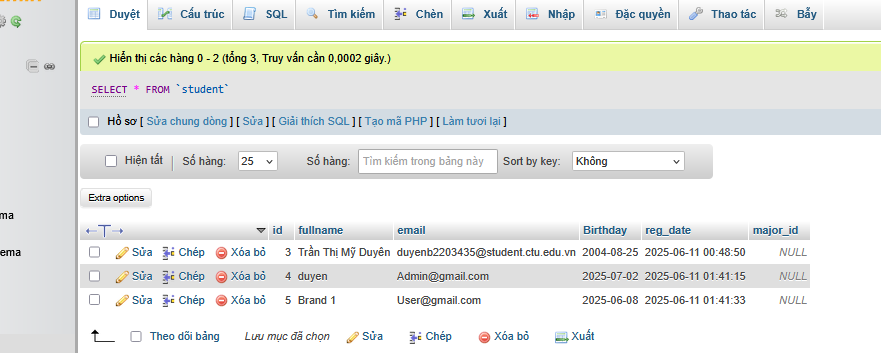 Duyệt Cấu trúc SQL Tìm kiếm Chèn Xuất Nhập Đặc quyền Thao tác Bẫy
Hiển thị các hàng 0 - 2 (tổng 3, Truy vấn cần 0,0002 giây.)
SELECT * FROM `student`
Hồ sơ [ Sửa chung dòng ] [ Sửa ] [ Giải thích SQL ] [ Tạo mã PHP ] [ Làm tươi lại ]
Hiện tất | Số hàng: 25 Số hàng: Tìm kiếm trong bảng này Sort by key: Không
Extra options
ma
ema
←T→ id fullname email Birthday reg_date major_id
Sửa Chép Xóa bỏ 3 Trần Thị Mỹ Duyên duyenb2203435@student.ctu.edu.vn 2004-08-25 2025-06-11 00:48:50 NULL
Sửa Chép Xóa bỏ 4 duyen Admin@gmail.com 2025-07-02 2025-06-11 01:41:15 NULL
Sửa Chép Xóa bỏ 5 Brand 1 User@gmail.com 2025-06-08 2025-06-11 01:41:33 NULL
Theo dõi bảng Lưu mục đã chọn Sửa Chép Xóa bỏ Xuất